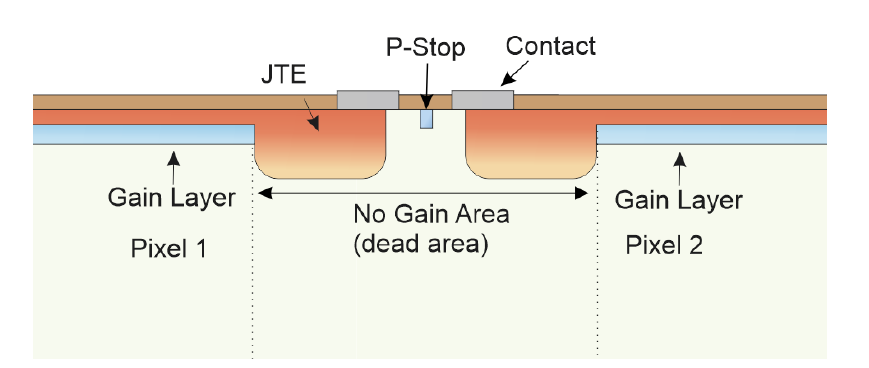 P-Stop
Contact
JTE
Gain Layer
No Gain Area
(dead area)
Gain Layer
Pixel 1
Pixel 2